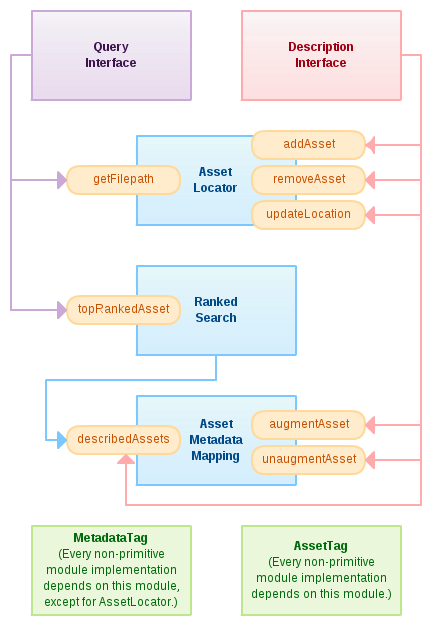 Query
Interface
Description
Interface
addAsset
getFilepath
Asset
Locator
removeAsset
updateLocation
topRankedAsset
Ranked
Search
describedAssets
Asset
Metadata
Mapping
augmentAsset
unaugmentAsset
MetadataTag
(Every non-primitive
module implementation
depends on this module,
except for AssetLocator.)
AssetTag
(Every non-primitive
module implementation
depends on this module.)